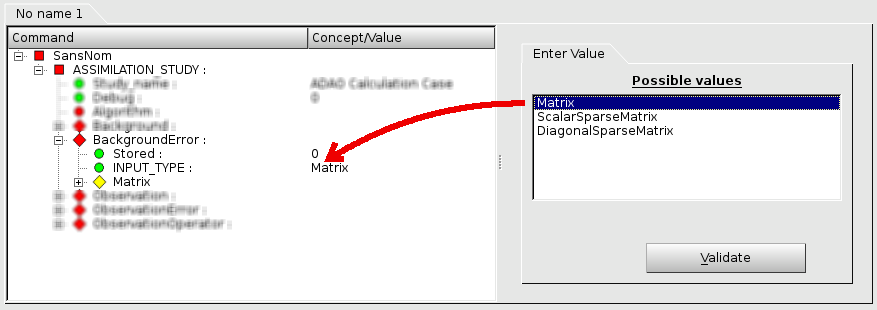 No name 1
Command Concept/Value
SansNom
ASSIMILATION_STUDY :
Study_name : ADAO Calculation Case
Debug : 0
Algorithm :
Background :
BackgroundError :
Stored : 0
INPUT_TYPE : Matrix
Matrix
Observation :
ObservationError :
ObservationOperator :
Enter Value
Possible values
Matrix
ScalarSparseMatrix
DiagonalSparseMatrix
Validate